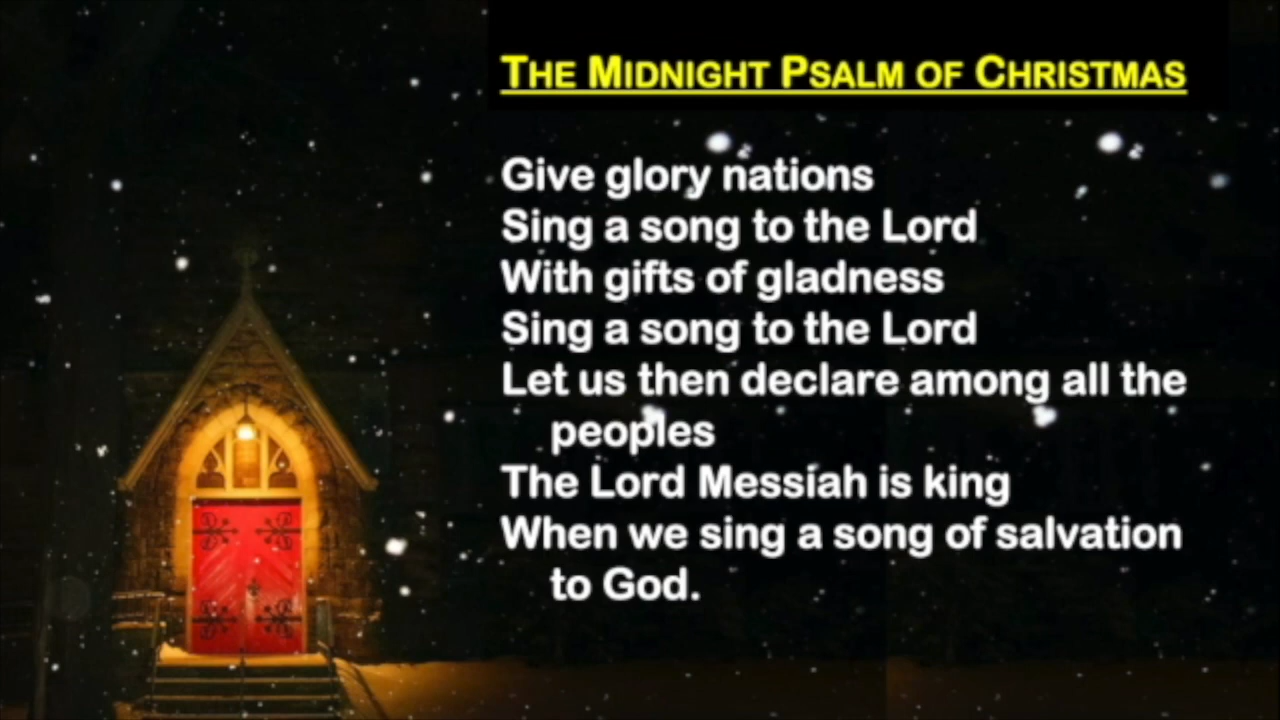 THE MIDNIGHT PSALM OF CHRISTMAS
Give glory nations
Sing a song to the Lord
With gifts of gladness
Sing a song to the Lord
Let us then declare among all the
peoples
The Lord Messiah is king
When we sing a song of salvation
to God.